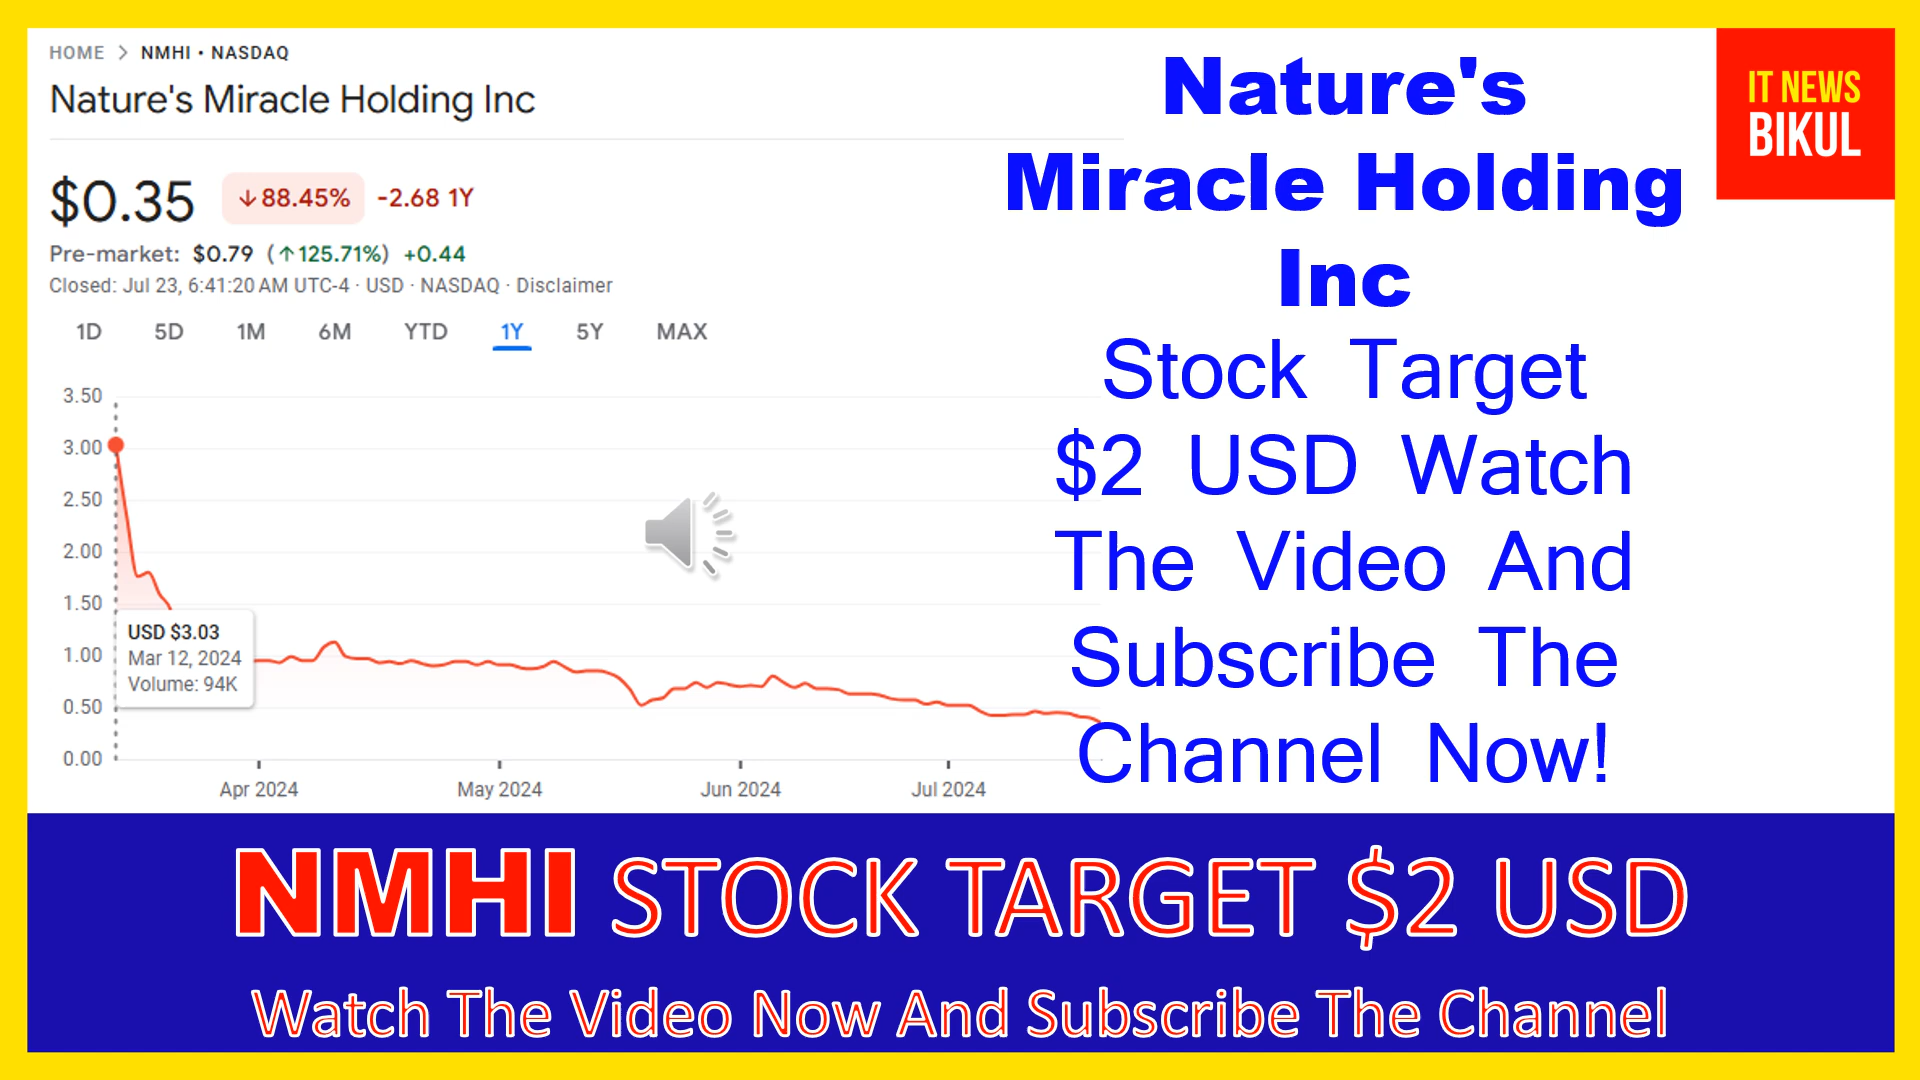 HOME > NMHI • NASDAQ
Nature's Miracle Holding Inc
$0.35 ↓88.45% -2.68 1Y
Pre-market: $0.79 (↑125.71%) +0.44
Closed: Jul 23, 6:41:20 AM UTC-4 · USD · NASDAQ · Disclaimer
1D 5D 1M 6M YTD 1Y 5Y MAX
3.50
3.00
2.50
2.00
1.50
1.00
0.50
0.00
USD $3.03
Mar 12, 2024
Volume: 94K
Apr 2024 May 2024 Jun 2024 Jul 2024
Nature's
Miracle Holding
Inc
Stock Target
$2 USD Watch
The Video And
Subscribe The
Channel Now!
IT NEWS
BIKUL
NMHI STOCK TARGET $2 USD
Watch The Video Now And Subscribe The Channel